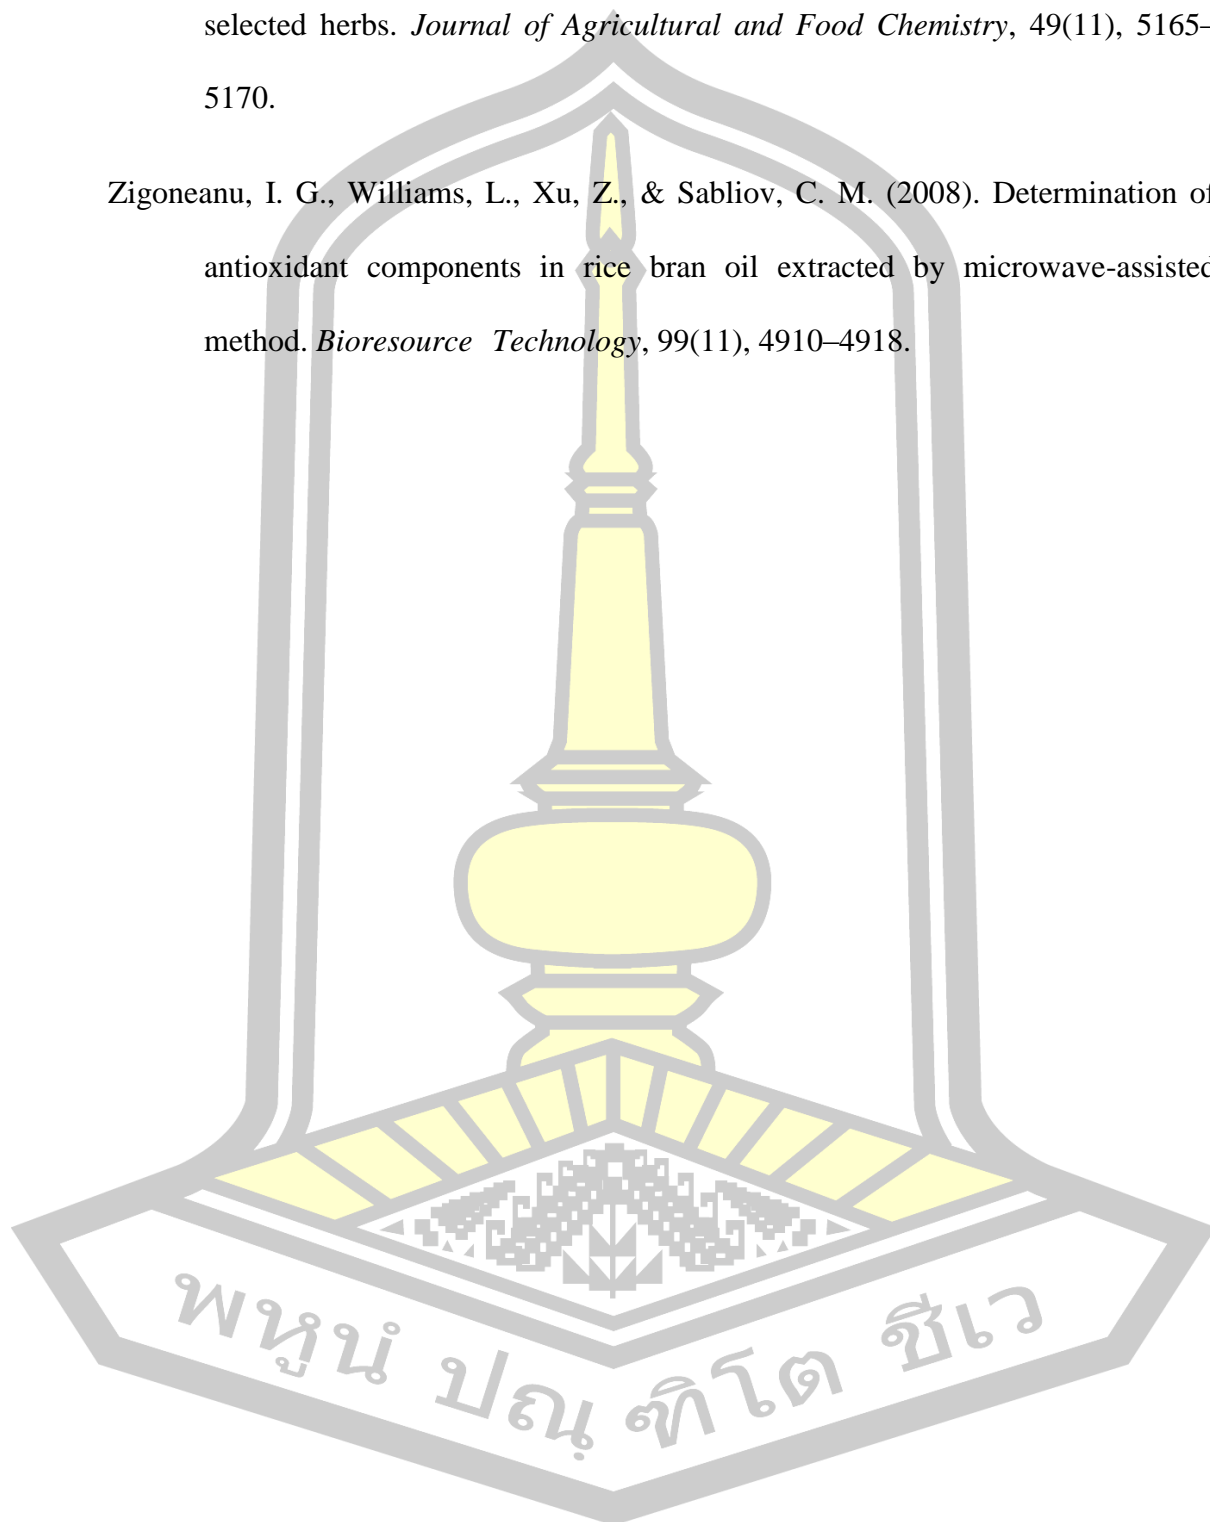 selected herbs. Journal of Agricultural and Food Chemistry, 49(11), 5165–
5170.
Zigoneanu, I. G., Williams, L., Xu, Z., & Sabliov, C. M. (2008). Determination of
antioxidant components in rice bran oil extracted by microwave-assisted
method. Bioresource Technology, 99(11), 4910–4918.
พหูนํ ปณฺ ฑิโต ชีเว